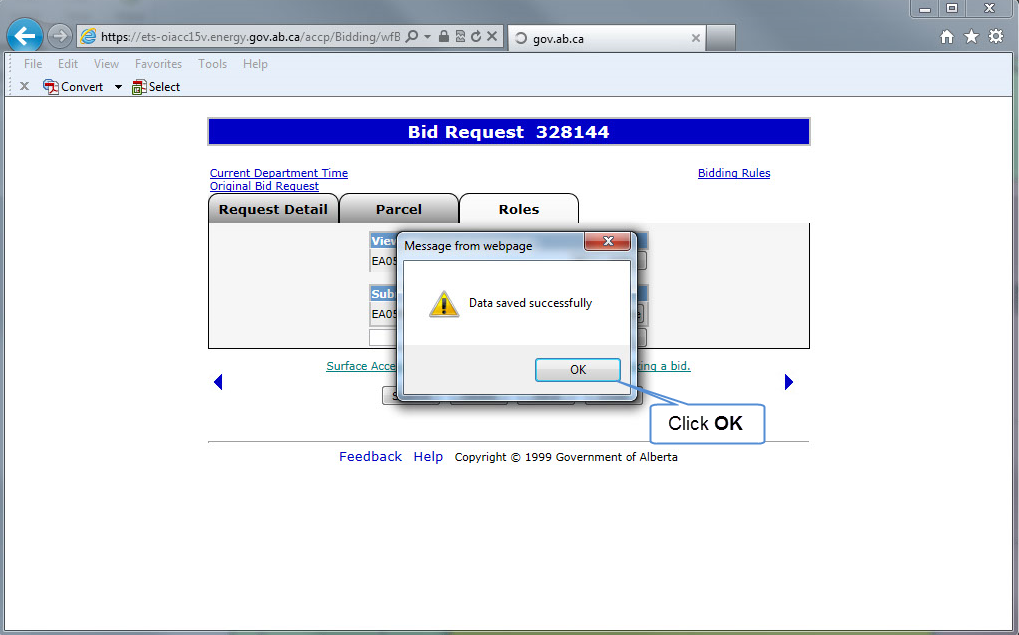 https://ets-oiacc15v.energy.gov.ab.ca/accp/Bidding/wfB
gov.ab.ca
File Edit View Favorites Tools Help
Convert Select
Bid Request 328144
Current Department Time
Bidding Rules
Original Bid Request
Request Detail Parcel Roles
Message from webpage
EA05
Data saved successfully
EA05
OK
Surface Acce
a bid.
Click OK
Feedback Help Copyright © 1999 Government of Alberta